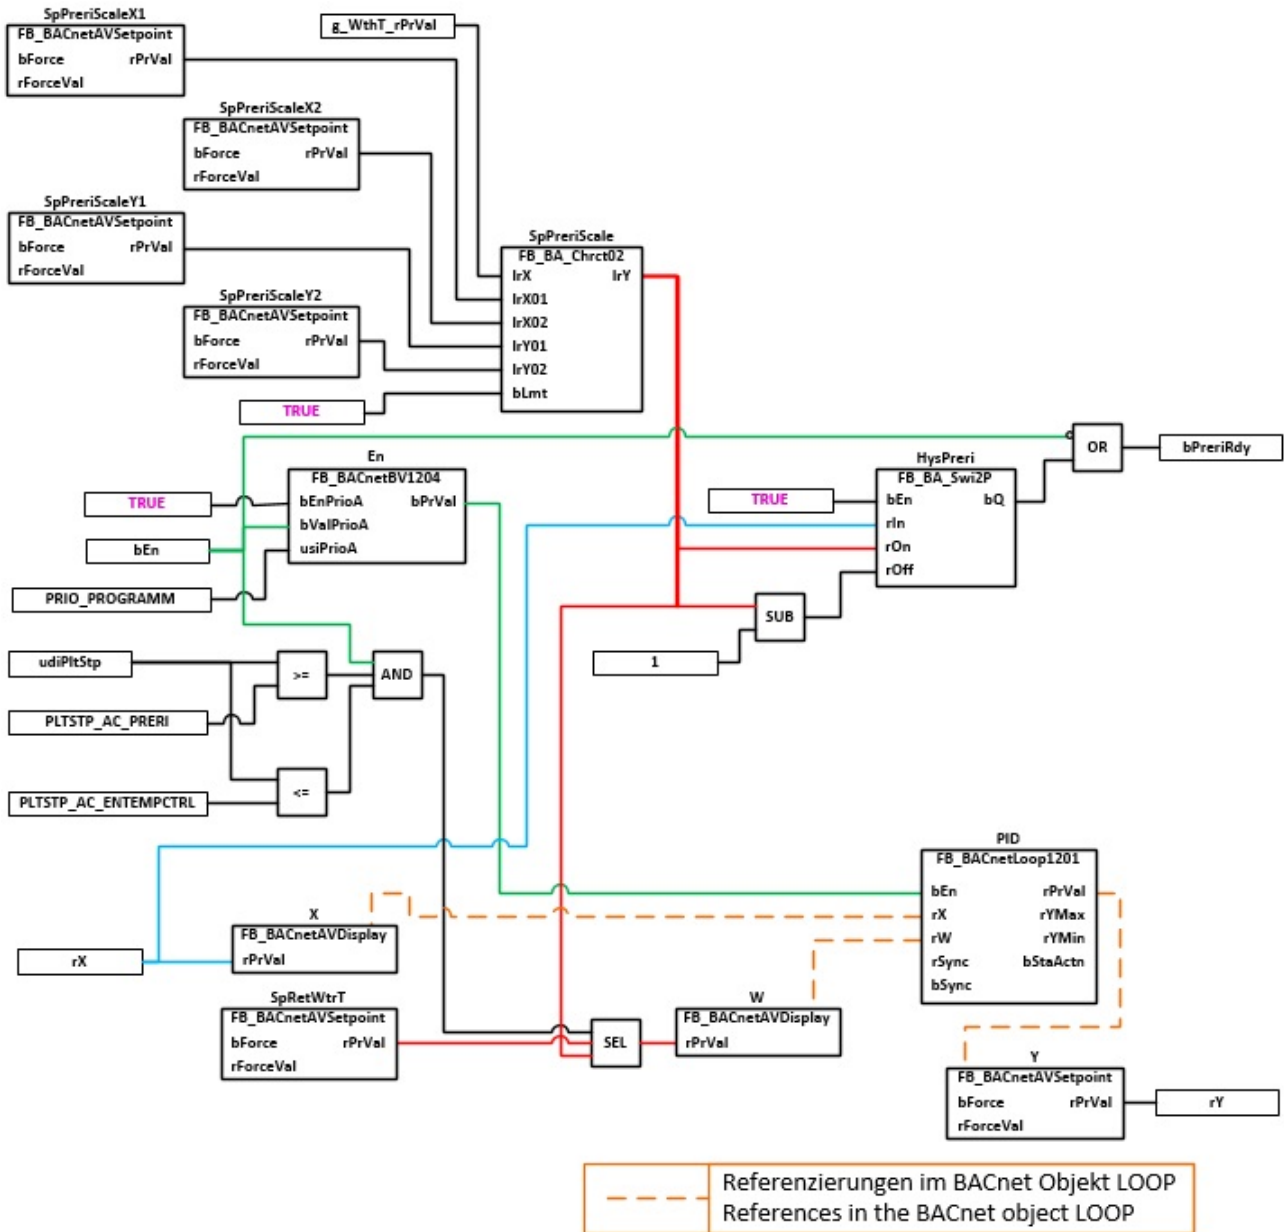 SpPreriScaleX1
FB_BACnetAVSetpoint
bForce rPrVal
rForceVal
g_WthT_rPrVal
SpPreriScaleX2
FB_BACnetAVSetpoint
bForce rPrVal
rForceVal
SpPreriScaleY1
FB_BACnetAVSetpoint
bForce rPrVal
rForceVal
SpPreriScaleY2
FB_BACnetAVSetpoint
bForce rPrVal
rForceVal
TRUE
SpPreriScale
FB_BA_Chrct02
lrX lrY
lrX01
lrX02
lrY01
lrY02
bLmt
En
FB_BACnetBV1204
bEnPrioA bPrVal
bValPrioA
usiPrioA
TRUE
bEn
PRIO_PROGRAMM
HysPreri
FB_BA_Swi2P
bEn bQ
rIn
rOn
rOff
TRUE
OR
bPreriRdy
SUB
1
udiPltStp
>=
AND
PLTSTP_AC_PRERI
<=
PLTSTP_AC_ENTEMPCTRL
PID
FB_BACnetLoop1201
bEn rPrVal
rX rYMax
rW rYMin
rSync bStaActn
bSync
X
FB_BACnetAVDisplay
rPrVal
rX
SpRetWtrT
FB_BACnetAVSetpoint
bForce rPrVal
rForceVal
SEL
W
FB_BACnetAVDisplay
rPrVal
Y
FB_BACnetAVSetpoint
bForce rPrVal
rForceVal
rY
Referenzierungen im BACnet Objekt LOOP
References in the BACnet object LOOP